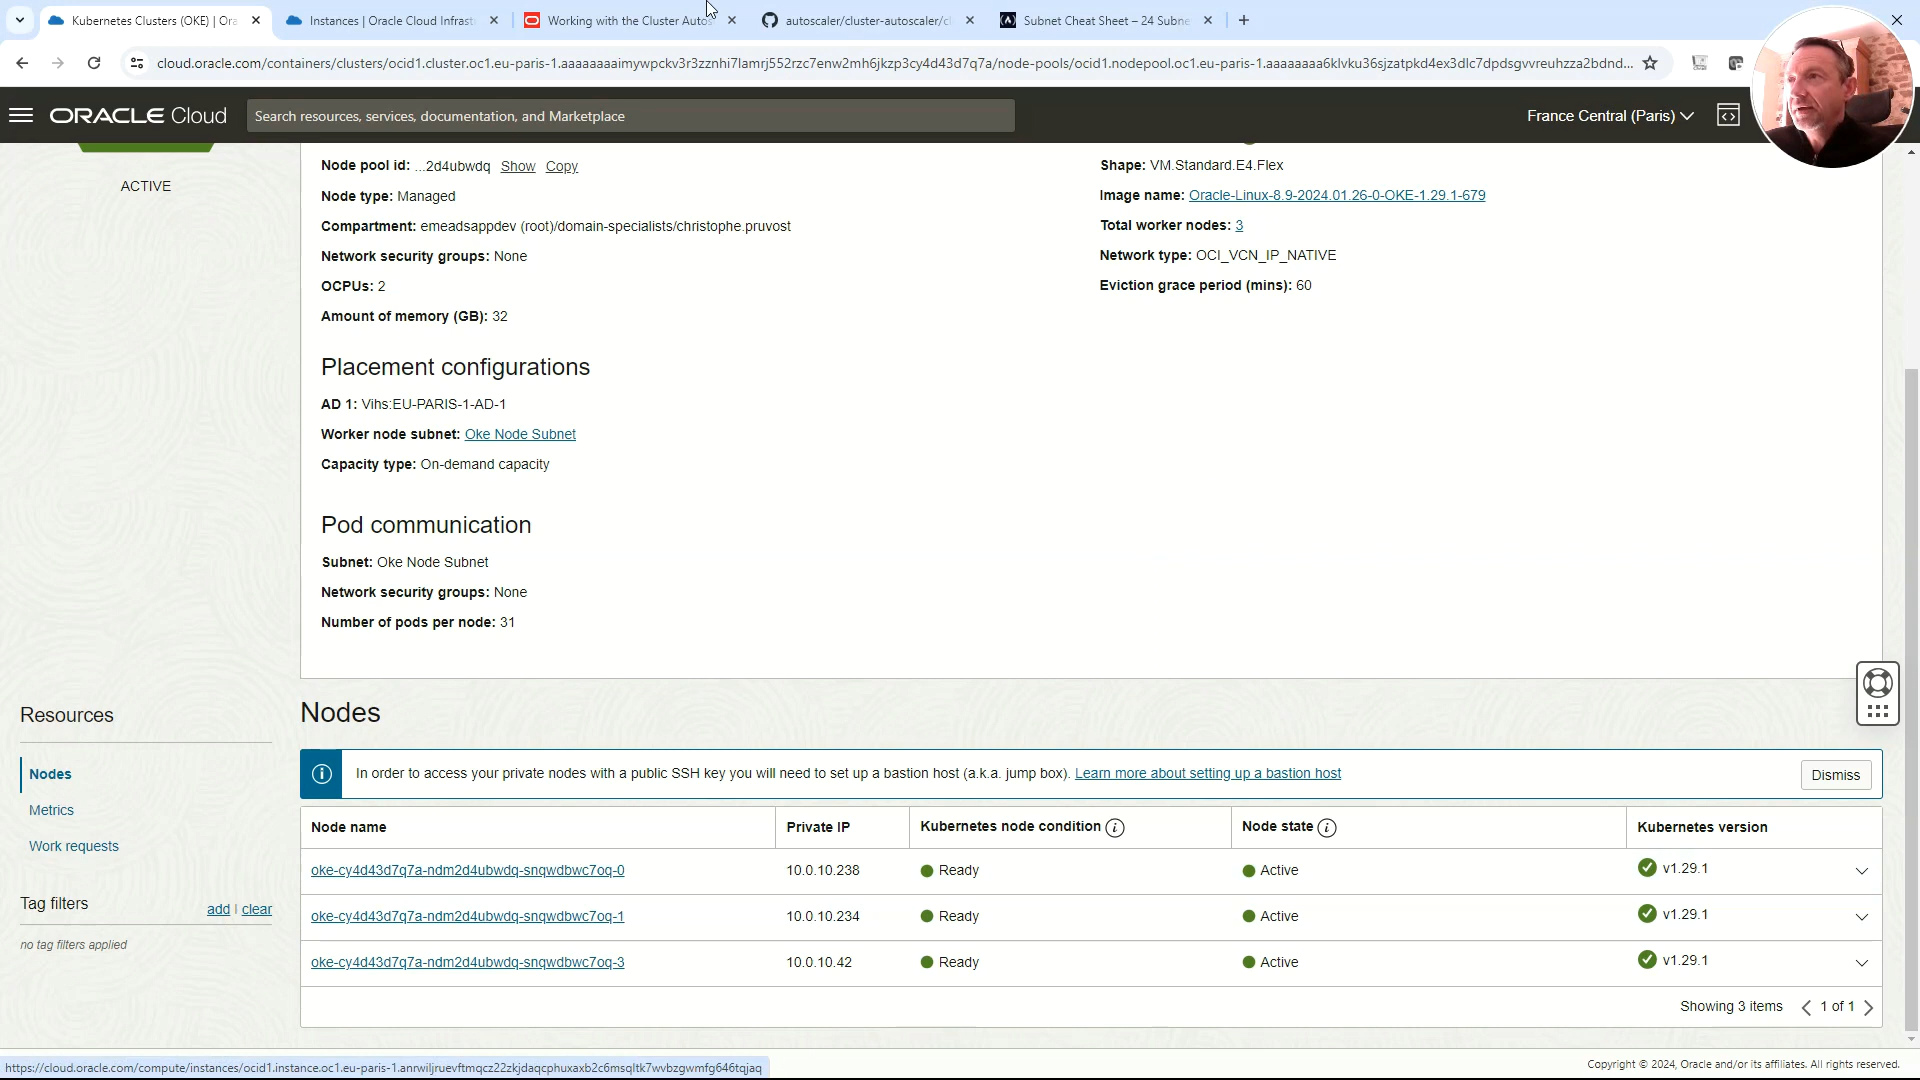 Kubernetes Clusters (OKE) | Ora
Instances | Oracle Cloud Infrast
Working with the Cluster Autos
autoscaler/cluster-autoscaler/cl
Subnet Cheat Sheet – 24 Subne
cloud.oracle.com/containers/clusters/ocid1.cluster.oc1.eu-paris-1.aaaaaaaaimywpckv3r3zznhi7lamrj552rzc7enw2mh6jkzp3cy4d43d7q7a/node-pools/ocid1.nodepool.oc1.eu-paris-1.aaaaaaaa6klvku36sjzatpkd4ex3dlc7dpdsgvvreuhzza2bdnd...
ORACLE Cloud
Search resources, services, documentation, and Marketplace
France Central (Paris)
ACTIVE
Node pool id: ...2d4ubwdq Show Copy
Node type: Managed
Compartment: emeadsappdev (root)/domain-specialists/christophe.pruvost
Network security groups: None
OCPUs: 2
Amount of memory (GB): 32
Shape: VM.Standard.E4.Flex
Image name: Oracle-Linux-8.9-2024.01.26-0-OKE-1.29.1-679
Total worker nodes: 3
Network type: OCI_VCN_IP_NATIVE
Eviction grace period (mins): 60
Placement configurations
AD 1: Vihs:EU-PARIS-1-AD-1
Worker node subnet: Oke Node Subnet
Capacity type: On-demand capacity
Pod communication
Subnet: Oke Node Subnet
Network security groups: None
Number of pods per node: 31
Resources
Nodes
Metrics
Work requests
Tag filters
add | clear
no tag filters applied
Nodes
In order to access your private nodes with a public SSH key you will need to set up a bastion host (a.k.a. jump box). Learn more about setting up a bastion host
Dismiss
Node name Private IP Kubernetes node condition Node state Kubernetes version
oke-cy4d43d7q7a-ndm2d4ubwdq-snqwdbwc7oq-0 10.0.10.238 Ready Active v1.29.1
oke-cy4d43d7q7a-ndm2d4ubwdq-snqwdbwc7oq-1 10.0.10.234 Ready Active v1.29.1
oke-cy4d43d7q7a-ndm2d4ubwdq-snqwdbwc7oq-3 10.0.10.42 Ready Active v1.29.1
Showing 3 items 1 of 1
https://cloud.oracle.com/compute/instances/ocid1.instance.oc1.eu-paris-1.anrwiljruevftmqcz22zkjdaqcphuxaxb2c6msqltk7wvbzgwmfg646tqjaq
Copyright © 2024, Oracle and/or its affiliates. All rights reserved.